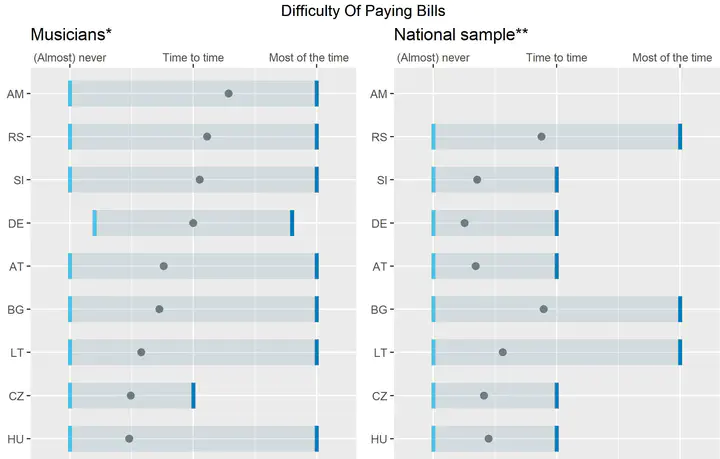 Difficulty Of Paying Bills
Musicians*
(Almost) never Time to time Most of the time
AM
RS
SI
DE
AT
BG
LT
CZ
HU
National sample**
(Almost) never Time to time Most of the time
AM
RS
SI
DE
AT
BG
LT
CZ
HU